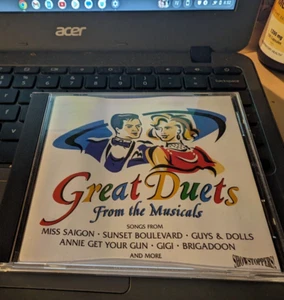 acer
Great Duets
From the Musicals
SONGS FROM
MISS SAIGON · SUNSET BOULEVARD · GUYS & DOLLS
ANNIE GET YOUR GUN · GIGI · BRIGADOON
AND MORE
SHOWSTOPPERS